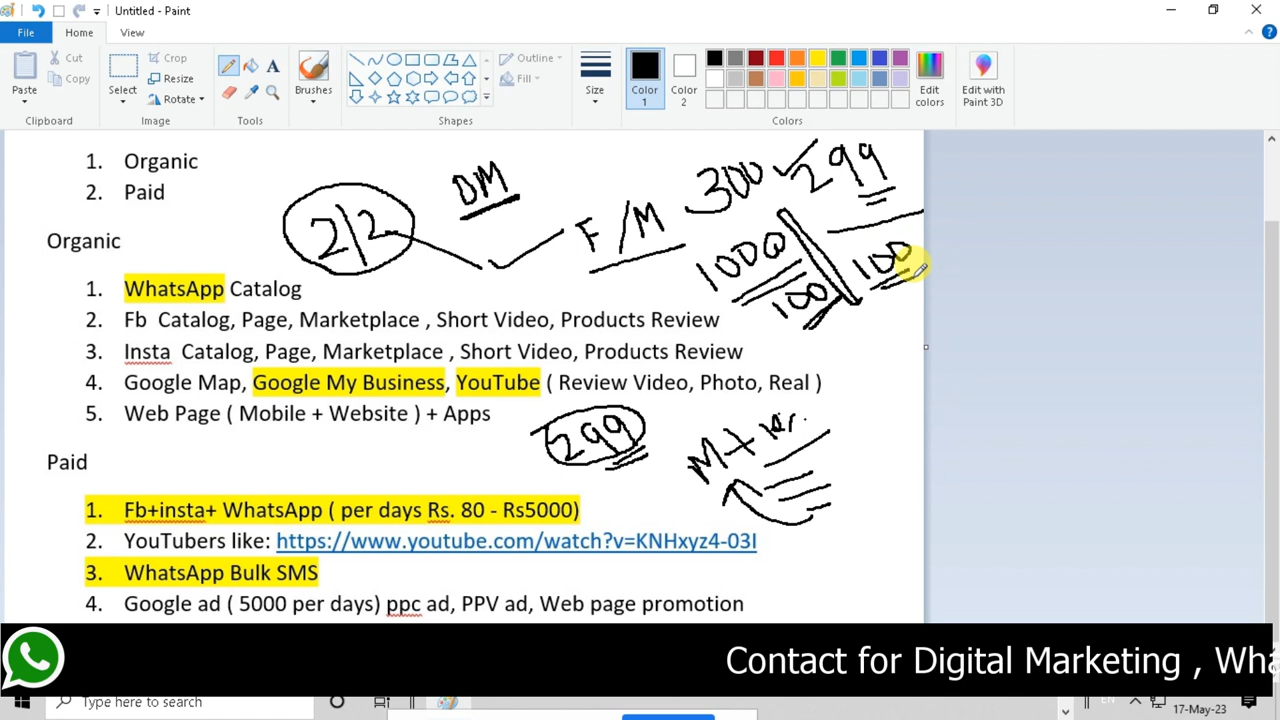 Untitled - Paint
File Home View
Paste
Cut
Copy
Clipboard
Select
Crop
Resize
Rotate
Image
Tools
Brushes
Shapes
Outline
Fill
Size
Color 1
Color 2
Colors
Edit colors
Edit with Paint 3D
1. Organic
2. Paid
Organic
1. WhatsApp Catalog
2. Fb Catalog, Page, Marketplace , Short Video, Products Review
3. Insta Catalog, Page, Marketplace , Short Video, Products Review
4. Google Map, Google My Business, YouTube ( Review Video, Photo, Real )
5. Web Page ( Mobile + Website ) + Apps
Paid
1. Fb+insta+ WhatsApp ( per days Rs. 80 - Rs5000)
2. YouTubers like: https://www.youtube.com/watch?v=KNHxyz4-03I
3. WhatsApp Bulk SMS
4. Google ad ( 5000 per days) ppc ad, PPV ad, Web page promotion
2/2
DM
F/M
300
299
100@
100
100
299
M+
Contact for Digital Marketing , Wha
Type here to search
EN
17-May-23